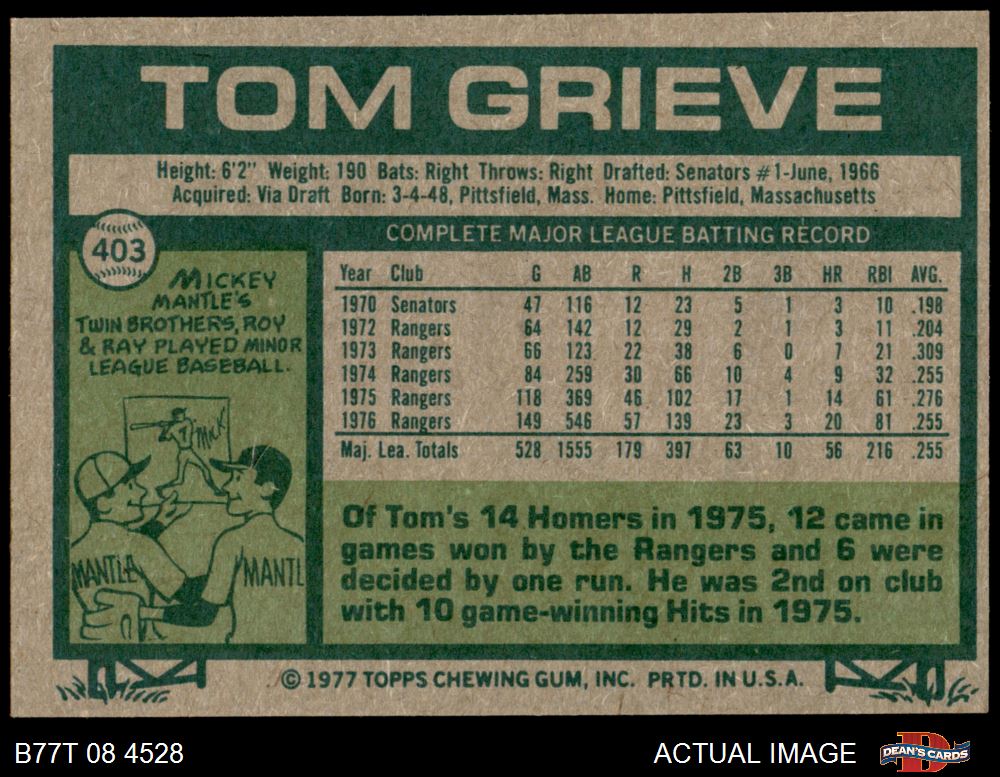 TOM GRIEVE
Height: 6'2" Weight: 190 Bats: Right Throws: Right Drafted: Senators #1-June, 1966
Acquired: Via Draft Born: 3-4-48, Pittsfield, Mass. Home: Pittsfield, Massachusetts
403
MICKEY
MANTLE'S
TWIN BROTHERS, ROY
& RAY PLAYED MINOR
LEAGUE BASEBALL.
MICK
MANTLE
MANTL
COMPLETE MAJOR LEAGUE BATTING RECORD
Year Club G AB R H 2B 3B HR RBI AVG.
1970 Senators 47 116 12 23 5 1 3 10 .198
1972 Rangers 64 142 12 29 2 1 3 11 .204
1973 Rangers 66 123 22 38 6 0 7 21 .309
1974 Rangers 84 259 30 66 10 4 9 32 .255
1975 Rangers 118 369 46 102 17 1 14 61 .276
1976 Rangers 149 546 57 139 23 3 20 81 .255
Maj. Lea. Totals 528 1555 179 397 63 10 56 216 .255
Of Tom's 14 Homers in 1975, 12 came in
games won by the Rangers and 6 were
decided by one run. He was 2nd on club
with 10 game-winning Hits in 1975.
© 1977 TOPPS CHEWING GUM, INC. PRTD. IN U.S.A.
B77T 08 4528
ACTUAL IMAGE
DEAN'S CARDS